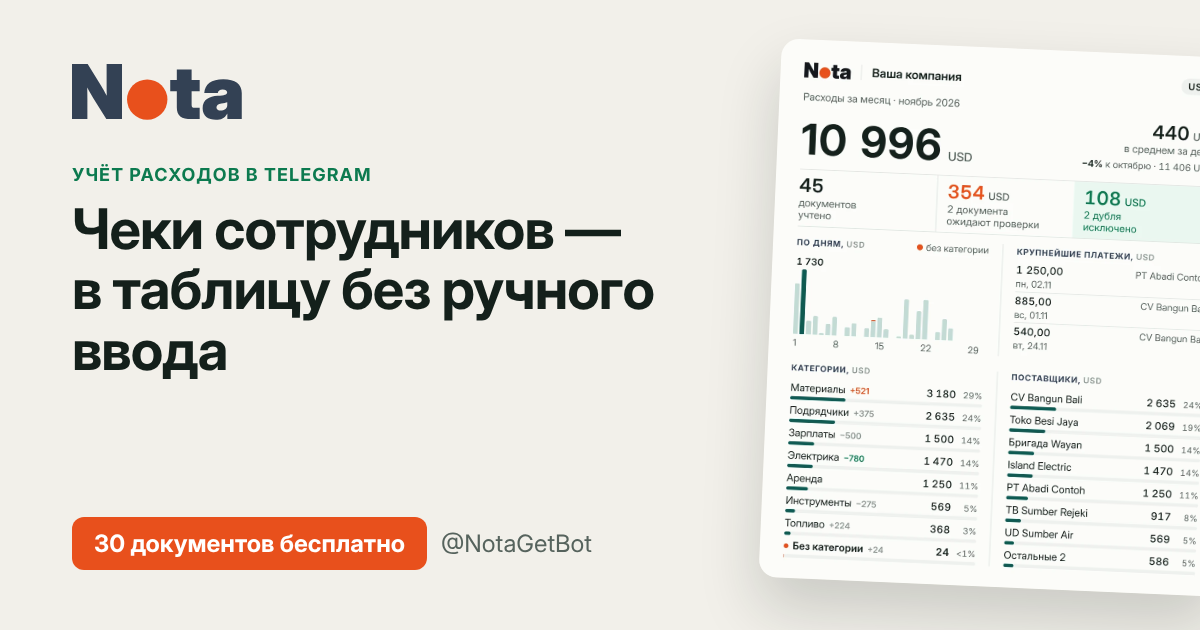 Nota
УЧЁТ РАСХОДОВ В TELEGRAM
Чеки сотрудников —
в таблицу без ручного
ввода
30 документов бесплатно
@NotaGetBot
Nota
Ваша компания
Расходы за месяц · ноябрь 2026
10 996 USD
440
в среднем за
−4% к октябрю · 11 406
45
документов
учтено
354 USD
2 документа
ожидают проверки
108 USD
2 дубля
исключено
ПО ДНЯМ, USD
без категории
1 730
1 8 15 22 29
КРУПНЕЙШИЕ ПЛАТЕЖИ, USD
1 250,00 PT Abadi
пн, 02.11
885,00 CV Bangun
вс, 01.11
540,00 CV Bangun
вт, 24.11
КАТЕГОРИИ, USD
Материалы +521 3 180 29%
Подрядчики +375 2 635 24%
Зарплаты −500 1 500 14%
Электрика −780 1 470 14%
Аренда 1 250 11%
Инструменты −275 569 5%
Топливо +224 368 3%
Без категории +24 24 <1%
ПОСТАВЩИКИ, USD
CV Bangun Bali 2 635 24%
Toko Besi Jaya 2 069 19%
Бригада Wayan 1 500 14%
Island Electric 1 470 14%
PT Abadi Contoh 1 250 11%
TB Sumber Rejeki 917 8%
UD Sumber Air 569 5%
Остальные 2 586 5%